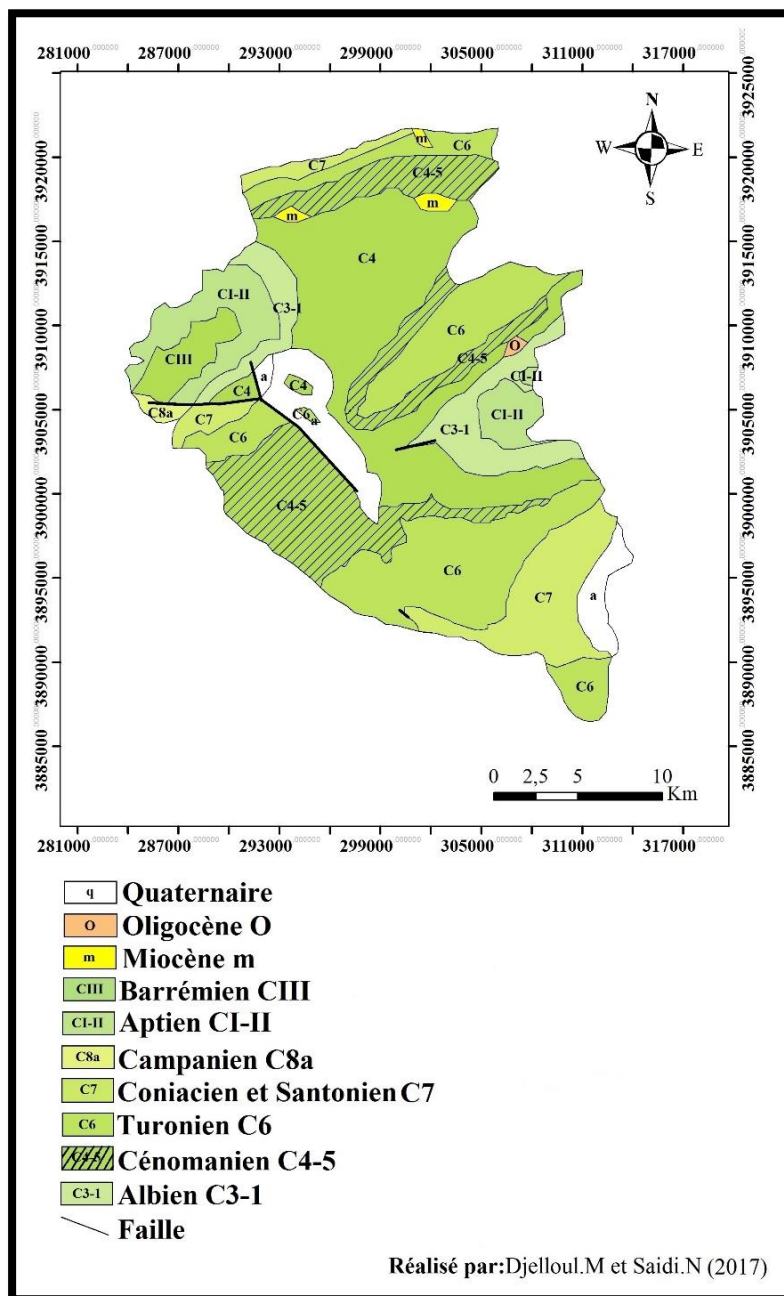 281000 287000 293000 299000 305000 311000 317000
3925000
N
W E
S
m
C7 C6
3920000
C4-5
m m
3915000
C4
CI-II
C3-1
3910000
C6
CIII
O
C4-5
a CI-II
C4 C4
C8a C7 C6a CI-II
3905000
C3-1
C6
C4-5
3900000
C6
3895000
C7 a
3890000
C6
3885000
0 2,5 5 10
Km
281000 287000 293000 299000 305000 311000 317000
q Quaternaire
O Oligocène O
m Miocène m
CIII Barrémien CIII
CI-II Aptien CI-II
C8a Campanien C8a
C7 Coniacien et Santonien C7
C6 Turonien C6
C4-5 Cénomanien C4-5
C3-1 Albien C3-1
Faille
Réalisé par:Djelloul.M et Saidi.N (2017)